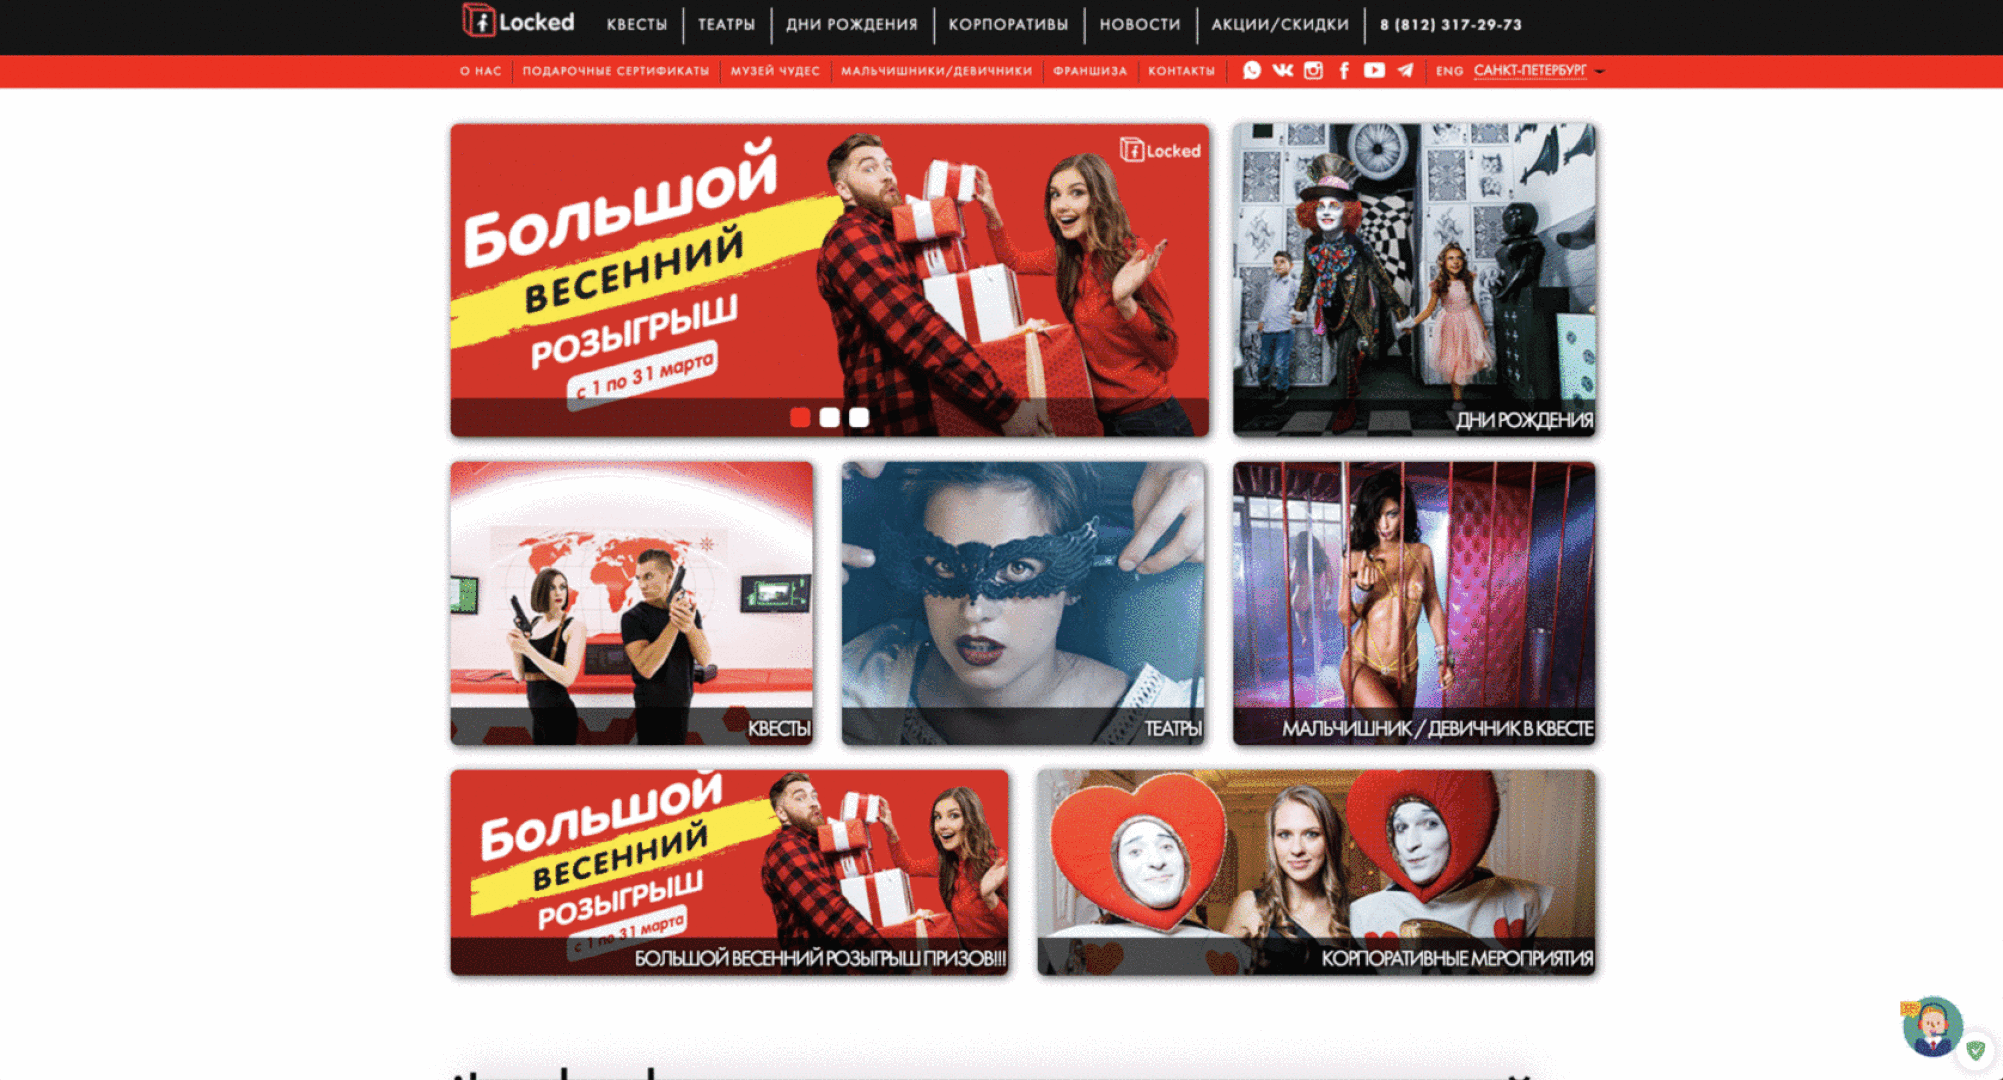 Locked
КВЕСТЫ
ТЕАТРЫ
ДНИ РОЖДЕНИЯ
КОРПОРАТИВЫ
НОВОСТИ
АКЦИИ/СКИДКИ
8 (812) 317-29-73
О НАС
ПОДАРОЧНЫЕ СЕРТИФИКАТЫ
МУЗЕЙ ЧУДЕС
МАЛЬЧИШНИКИ/ДЕВИЧНИКИ
ФРАНШИЗА
КОНТАКТЫ
ENG
САНКТ-ПЕТЕРБУРГ
БОЛЬШОЙ
ВЕСЕННИЙ
РОЗЫГРЫШ
с 1 по 31 марта
Locked
ДНИ РОЖДЕНИЯ
КВЕСТЫ
ТЕАТРЫ
МАЛЬЧИШНИК / ДЕВИЧНИК В КВЕСТЕ
БОЛЬШОЙ
ВЕСЕННИЙ
РОЗЫГРЫШ
с 1 по 31 марта
БОЛЬШОЙ ВЕСЕННИЙ РОЗЫГРЫШ ПРИЗОВ!!!
КОРПОРАТИВНЫЕ МЕРОПРИЯТИЯ